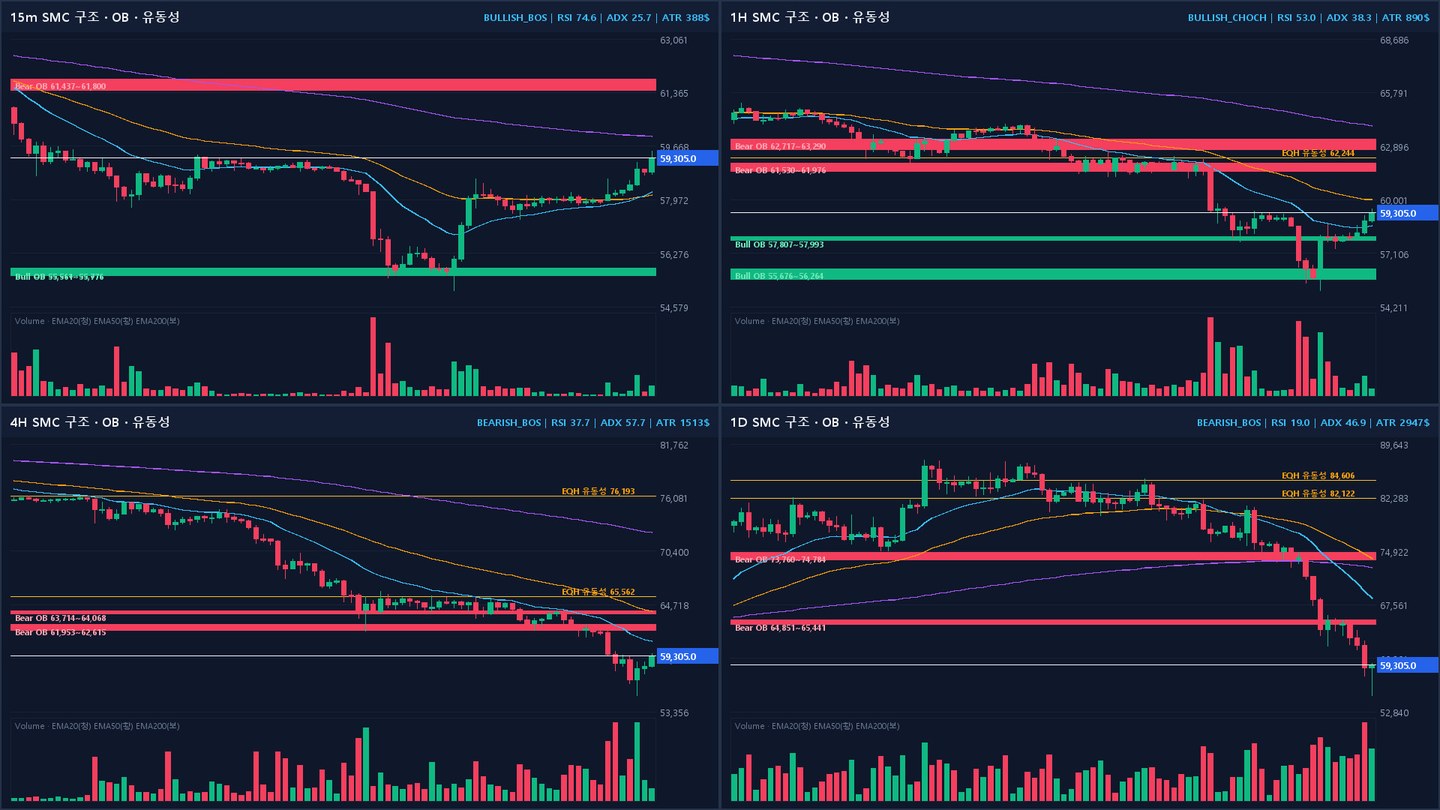 15m SMC 구조 · OB · 유동성
BULLISH_BOS | RSI 74.6 | ADX 25.7 | ATR 388$
63,061
61,365
59,668
59,305.0
57,972
56,276
54,579
Bear OB 61,437~61,800
Volume · EMA20(청) EMA50(황) EMA200(보)
1H SMC 구조 · OB · 유동성
BULLISH_CHOCH | RSI 53.0 | ADX 38.3 | ATR 890$
68,686
65,791
62,896
60,001
59,305.0
57,106
54,211
Bear OB 62,717~63,290
EQH 유동성 62,244
Bear OB 61,530~61,976
Bull OB 57,807~57,993
Bull OB 55,676~56,264
Volume · EMA20(청) EMA50(황) EMA200(보)
4H SMC 구조 · OB · 유동성
BEARISH_BOS | RSI 37.7 | ADX 57.7 | ATR 1513$
81,762
76,081
70,400
64,718
59,305.0
53,356
EQH 유동성 76,193
EQH 유동성 65,562
Bear OB 63,714~64,068
Bear OB 61,953~62,615
Volume · EMA20(청) EMA50(황) EMA200(보)
1D SMC 구조 · OB · 유동성
BEARISH_BOS | RSI 19.0 | ADX 46.9 | ATR 2947$
89,643
82,283
74,922
67,561
59,305.0
52,840
EQH 유동성 84,606
EQH 유동성 82,122
Bear OB 73,760~74,784
Bear OB 64,851~65,441
Volume · EMA20(청) EMA50(황) EMA200(보)